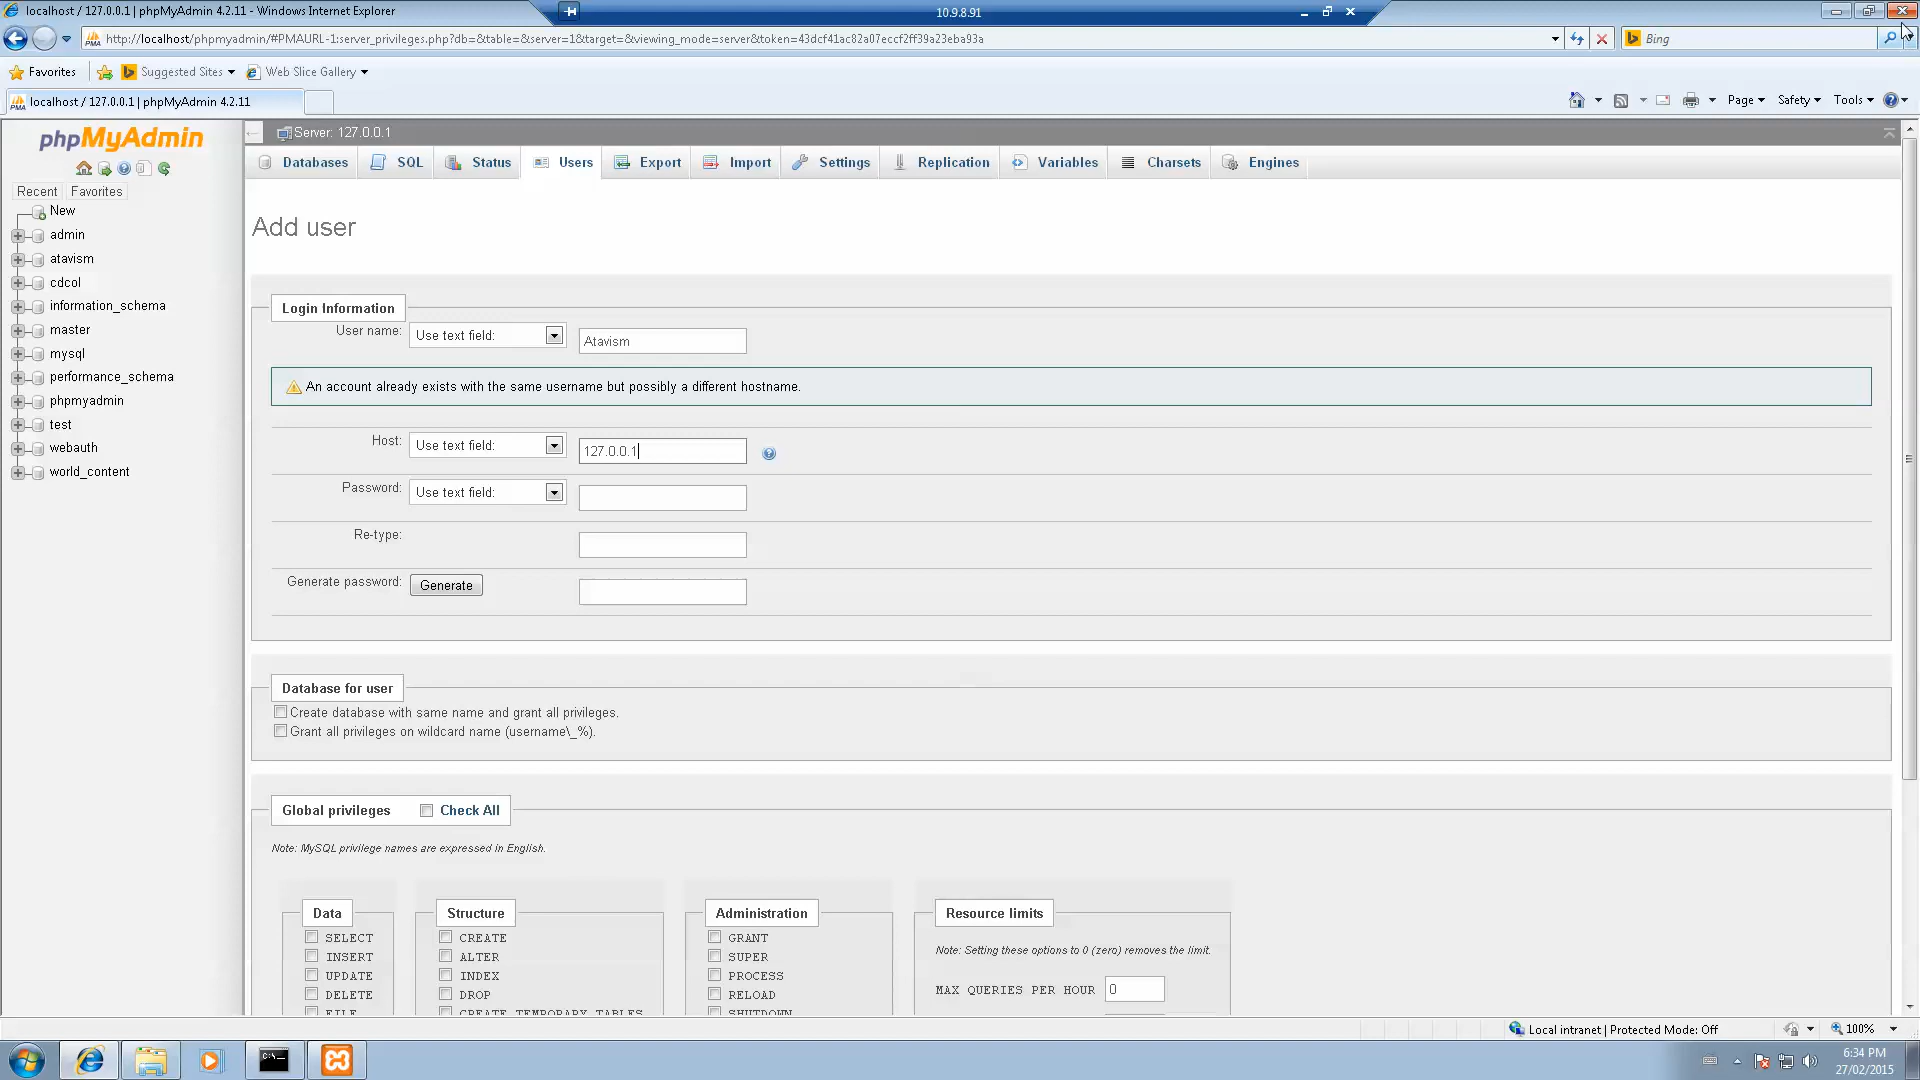 localhost / 127.0.0.1 | phpMyAdmin 4.2.11 - Windows Internet Explorer
10.9.8.91
http://localhost/phpmyadmin/#PMAURL-1:server_privileges.php?db=&table=&server=1&target=&viewing_mode=server&token=43dcf41ac82a07eccf2ff39a23eba93a
Bing
Favorites Suggested Sites Web Slice Gallery
localhost / 127.0.0.1 | phpMyAdmin 4.2.11
Page Safety Tools
phpMyAdmin
Recent Favorites
New
admin
atavism
cdcol
information_schema
master
mysql
performance_schema
phpmyadmin
test
webauth
world_content
Server: 127.0.0.1
Databases SQL Status Users Export Import Settings Replication Variables Charsets Engines
Add user
Login Information
User name: Use text field: Atavism
An account already exists with the same username but possibly a different hostname.
Host: Use text field: 127.0.0.1
Password: Use text field:
Re-type:
Generate password: Generate
Database for user
Create database with same name and grant all privileges.
Grant all privileges on wildcard name (username\_%).
Global privileges Check All
Note: MySQL privilege names are expressed in English.
Data
SELECT
INSERT
UPDATE
DELETE
FILE
Structure
CREATE
ALTER
INDEX
DROP
CREATE TEMPORARY TABLES
Administration
GRANT
SUPER
PROCESS
RELOAD
SHUTDOWN
Resource limits
Note: Setting these options to 0 (zero) removes the limit.
MAX QUERIES PER HOUR 0
Local intranet | Protected Mode: Off
100%
6:34 PM
27/02/2015